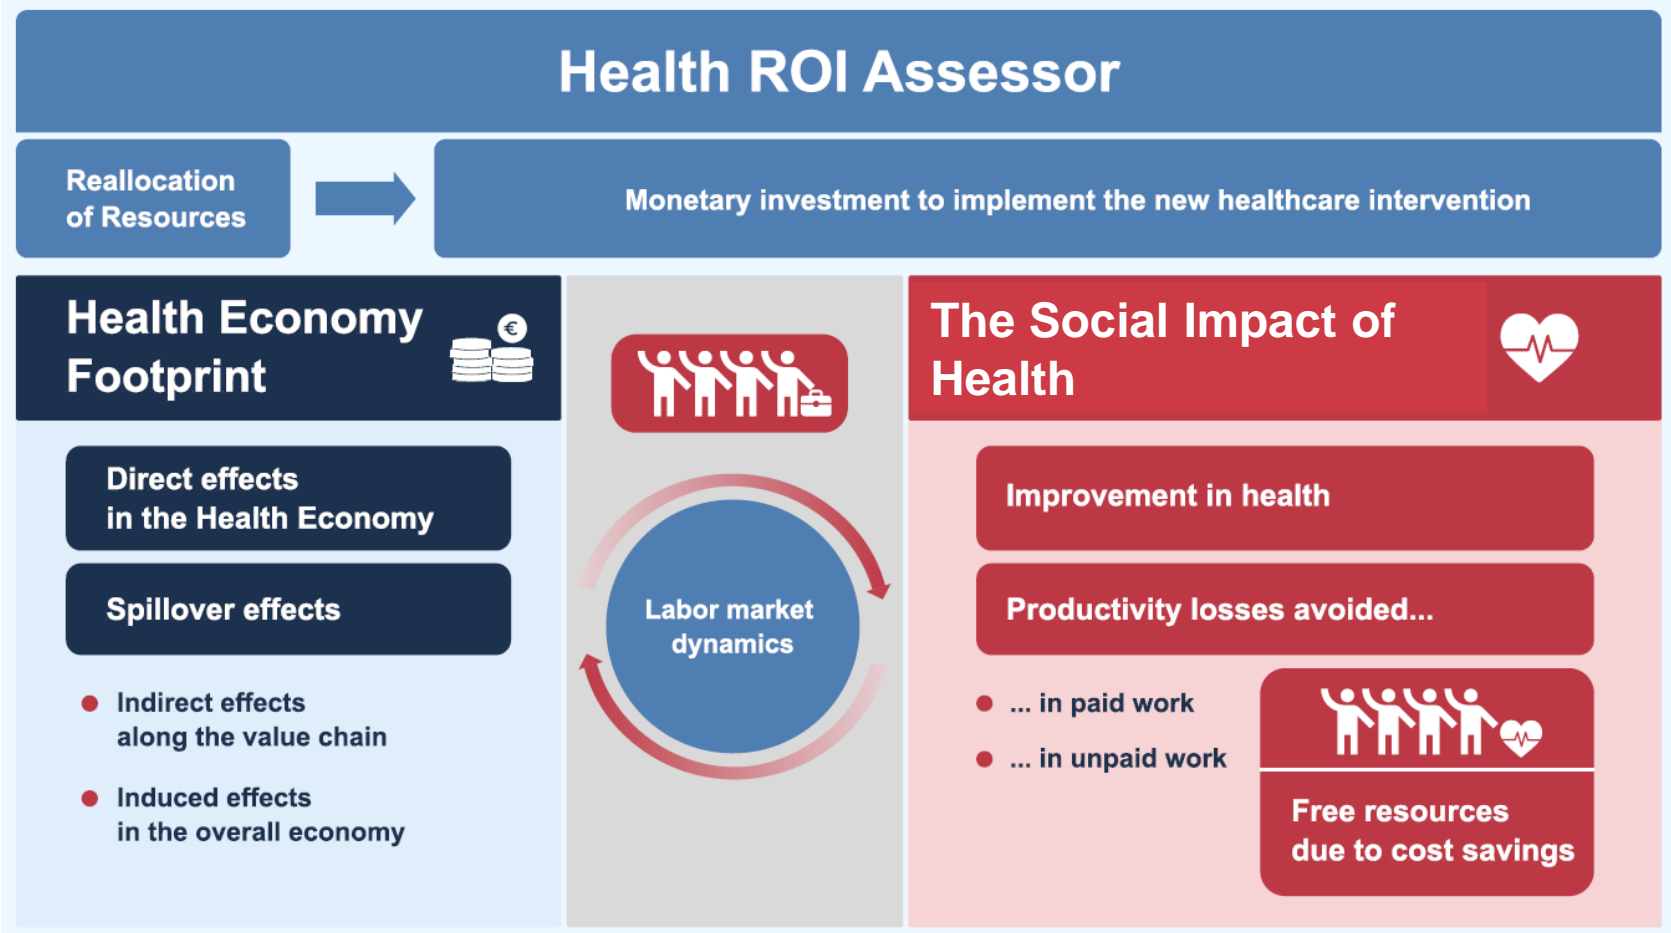 Health ROI Assessor
Reallocation
of Resources
Monetary investment to implement the new healthcare intervention
Health Economy
Footprint
€
Direct effects
in the Health Economy
Spillover effects
Indirect effects
along the value chain
Induced effects
in the overall economy
Labor market
dynamics
The Social Impact of
Health
Improvement in health
Productivity losses avoided...
... in paid work
... in unpaid work
Free resources
due to cost savings